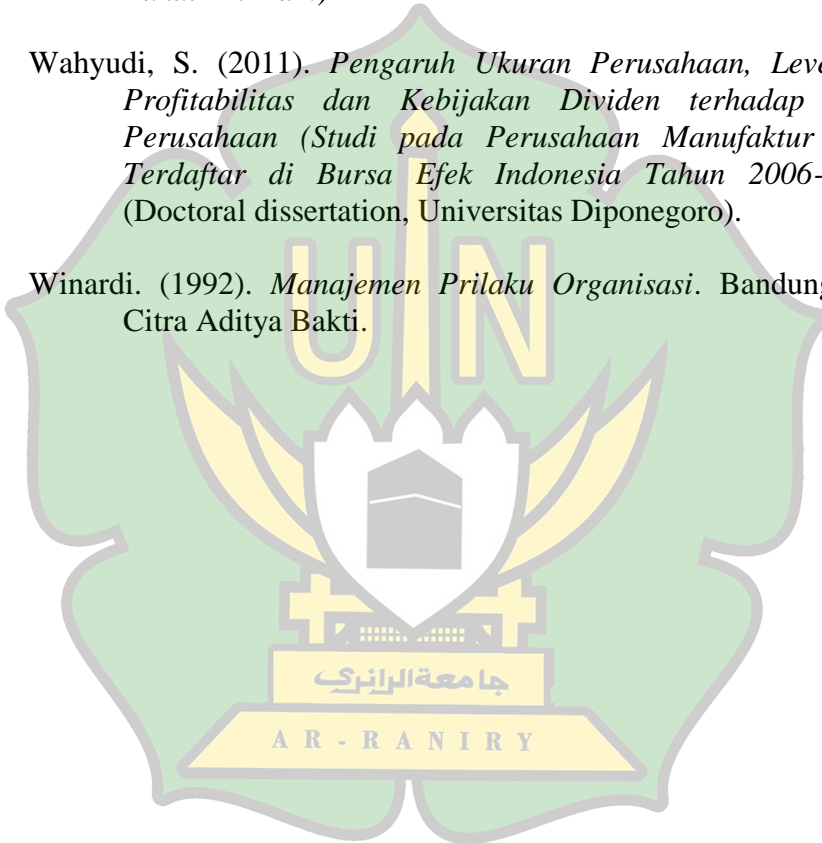 Wahyudi, S. (2011). Pengaruh Ukuran Perusahaan,
Profitabilitas dan Kebijakan Dividen terhadap
Perusahaan (Studi pada Perusahaan Manufaktur
Terdaftar di Bursa Efek Indonesia Tahun 2006-
(Doctoral dissertation, Universitas Diponegoro).
Winardi. (1992). Manajemen Prilaku Organisasi. Bandung
Citra Aditya Bakti.
UIN
جامعة الرانري
AR-RANIRY